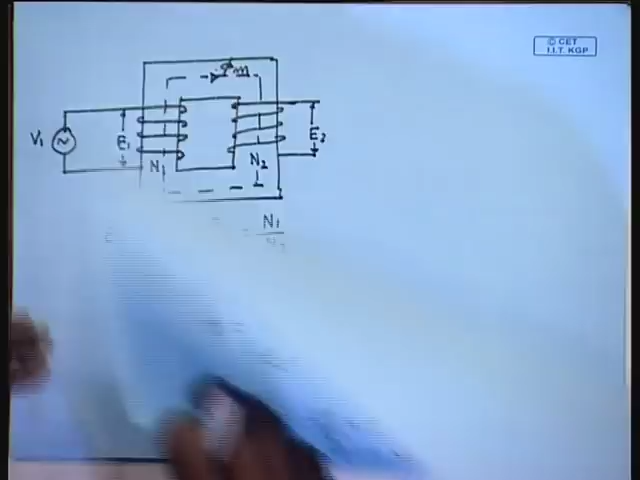 © CET
I.I.T. KGP
φm
V₁
E₁
N₁
N₂
E₂
N₁